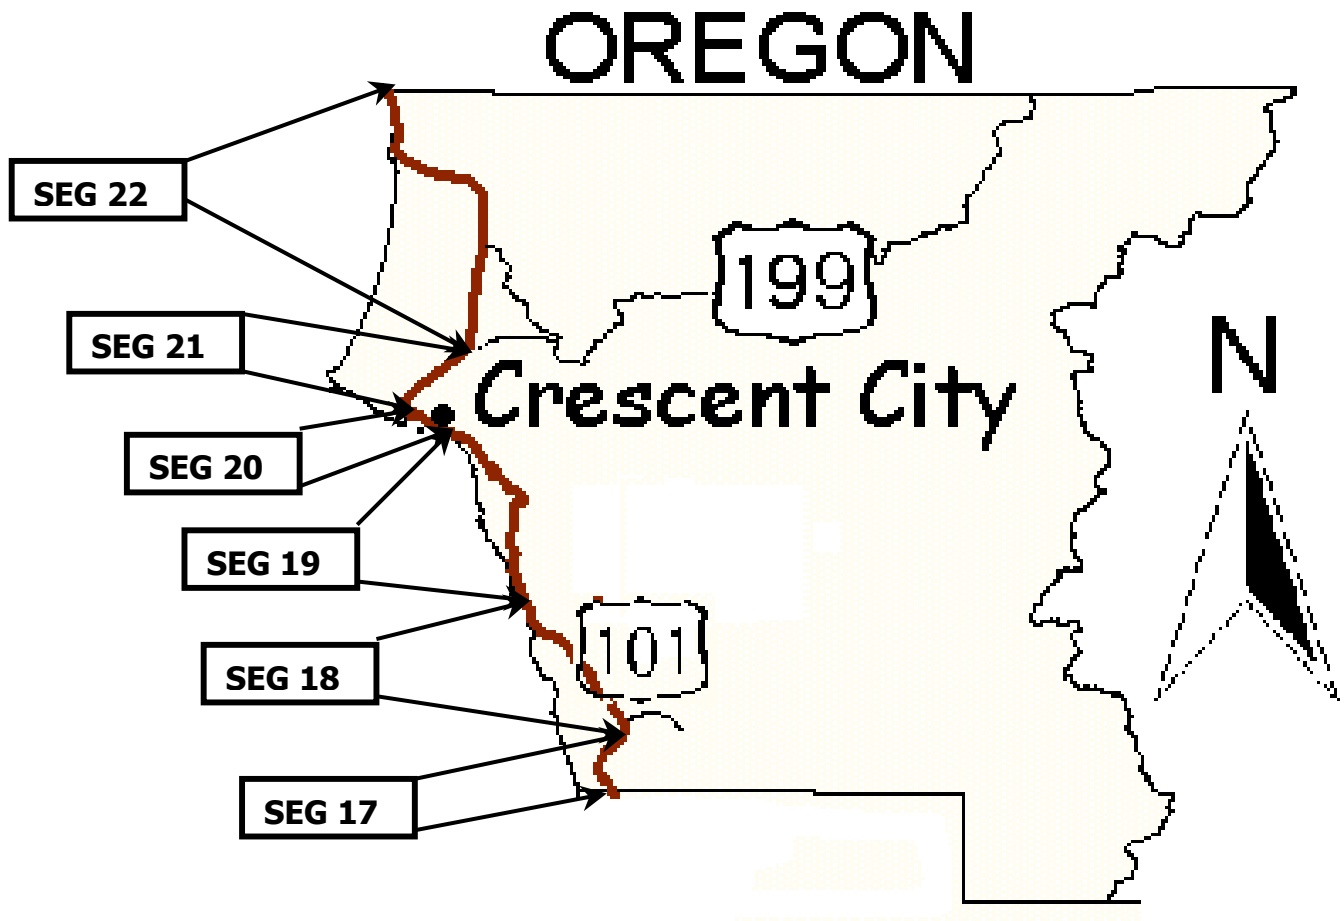 OREGON
SEG 22
199
SEG 21
N
Crescent City
SEG 20
SEG 19
101
SEG 18
SEG 17